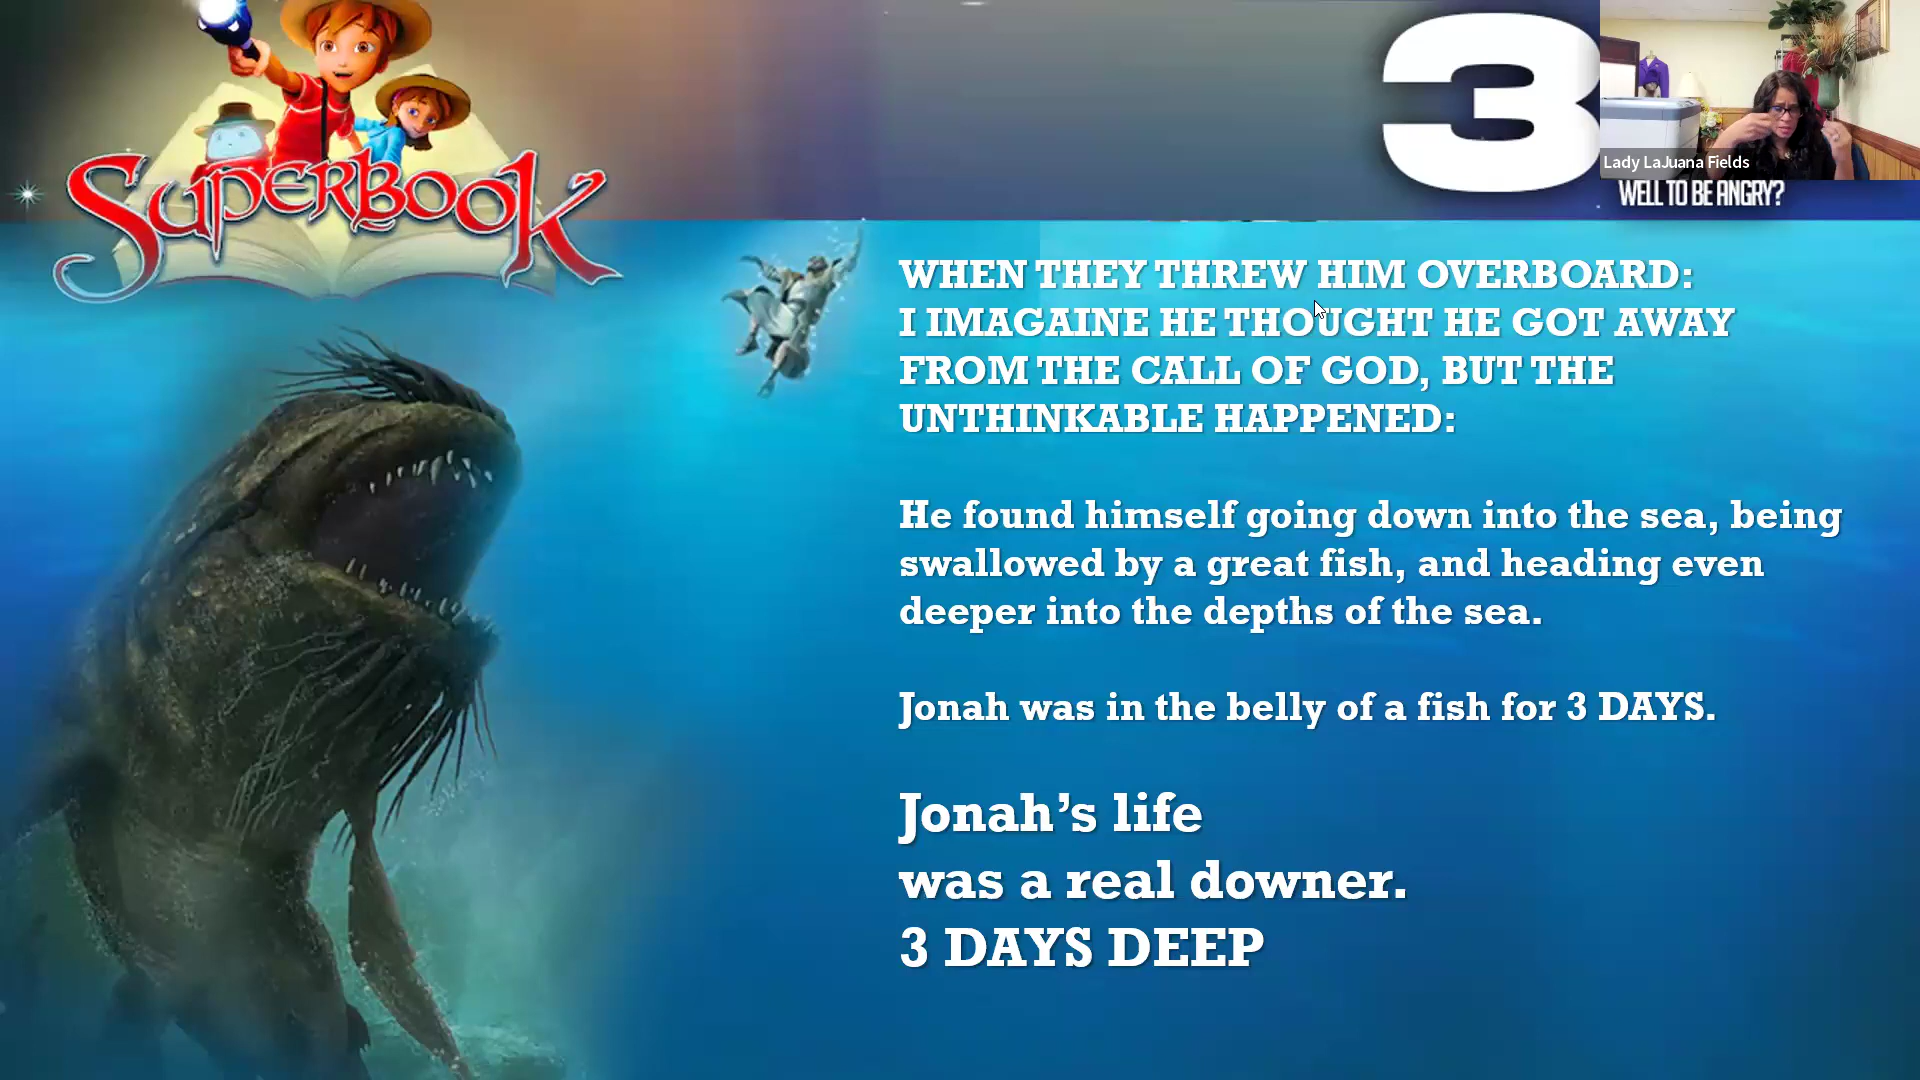 SUPERBOOK
3
Lady LaJuana Fields
WELL TO BE ANGRY?
WHEN THEY THREW HIM OVERBOARD:
I IMAGAINE HE THOUGHT HE GOT AWAY
FROM THE CALL OF GOD, BUT THE
UNTHINKABLE HAPPENED:
He found himself going down into the sea, being
swallowed by a great fish, and heading even
deeper into the depths of the sea.
Jonah was in the belly of a fish for 3 DAYS.
Jonah's life
was a real downer.
3 DAYS DEEP